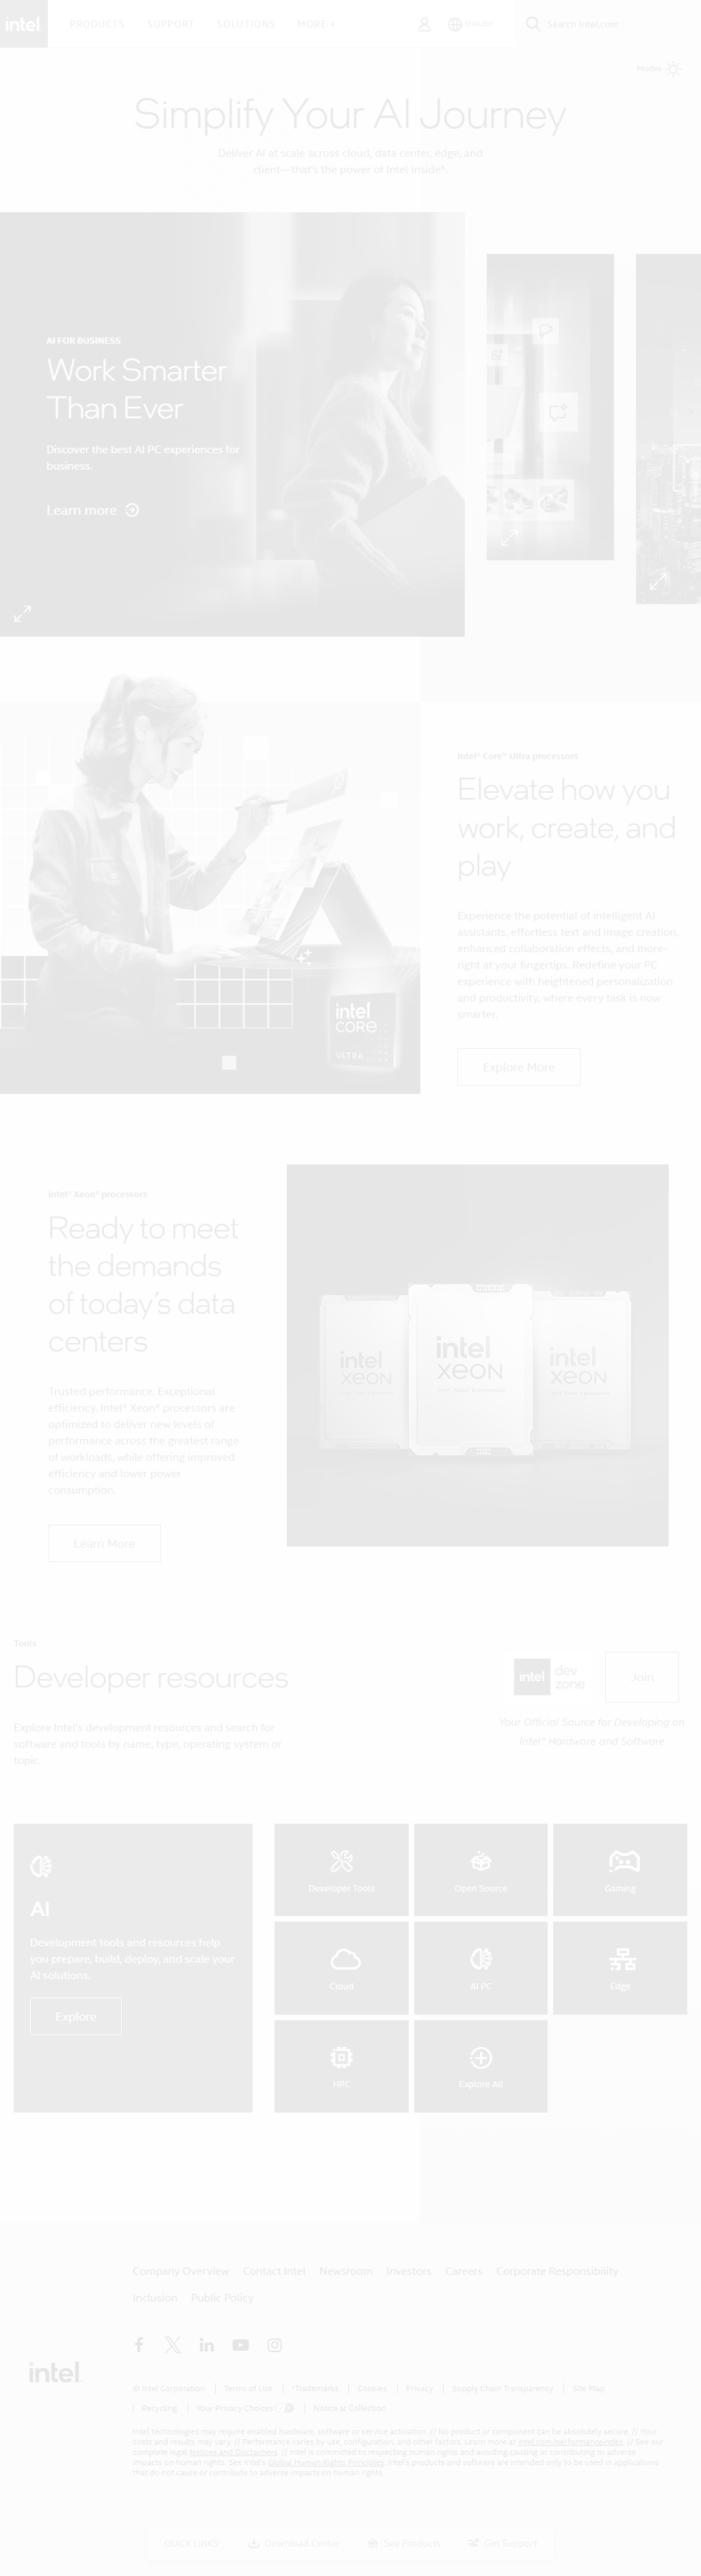 intel
PRODUCTS SUPPORT SOLUTIONS MORE +
ENGLISH
Search Intel.com
Modes
Simplify Your AI Journey
Deliver AI at scale across cloud, data center, edge, and
client—that's the power of Intel Inside®.
AI FOR BUSINESS
Work Smarter
Than Ever
Discover the best AI PC experiences for
business.
Learn more
Intel® Core™ Ultra processors
Elevate how you
work, create, and
play
Experience the potential of intelligent AI
assistants, effortless text and image creation,
enhanced collaboration effects, and more–
right at your fingertips. Redefine your PC
experience with heightened personalization
and productivity, where every task is now
smarter.
Explore More
intel
CORE
ULTRA
Intel® Xeon® processors
Ready to meet
the demands
of today's data
centers
Trusted performance. Exceptional
efficiency. Intel® Xeon® processors are
optimized to deliver new levels of
performance across the greatest range
of workloads, while offering improved
efficiency and lower power
consumption.
Learn More
intel
xeon
intel
xeon
intel
xeon
Tools
Developer resources
Explore Intel's development resources and search for
software and tools by name, type, operating system or
topic.
intel dev
zone
Join
Your Official Source for Developing on
Intel® Hardware and Software
AI
Development tools and resources help
you prepare, build, deploy, and scale your
AI solutions.
Explore
Developer Tools
Open Source
Gaming
Cloud
AI PC
Edge
HPC
Explore All
Company Overview Contact Intel Newsroom Investors Careers Corporate Responsibility
Inclusion Public Policy
intel
© Intel Corporation | Terms of Use | *Trademarks | Cookies | Privacy | Supply Chain Transparency | Site Map
| Recycling | Your Privacy Choices | Notice at Collection
Intel technologies may require enabled hardware, software or service activation. // No product or component can be absolutely secure. // Your
costs and results may vary. // Performance varies by use, configuration, and other factors. Learn more at intel.com/performanceindex. // See our
complete legal Notices and Disclaimers. // Intel is committed to respecting human rights and avoiding causing or contributing to adverse
impacts on human rights. See Intel's Global Human Rights Principles. Intel's products and software are intended only to be used in applications
that do not cause or contribute to adverse impacts on human rights.
QUICK LINKS Download Center See Products Get Support